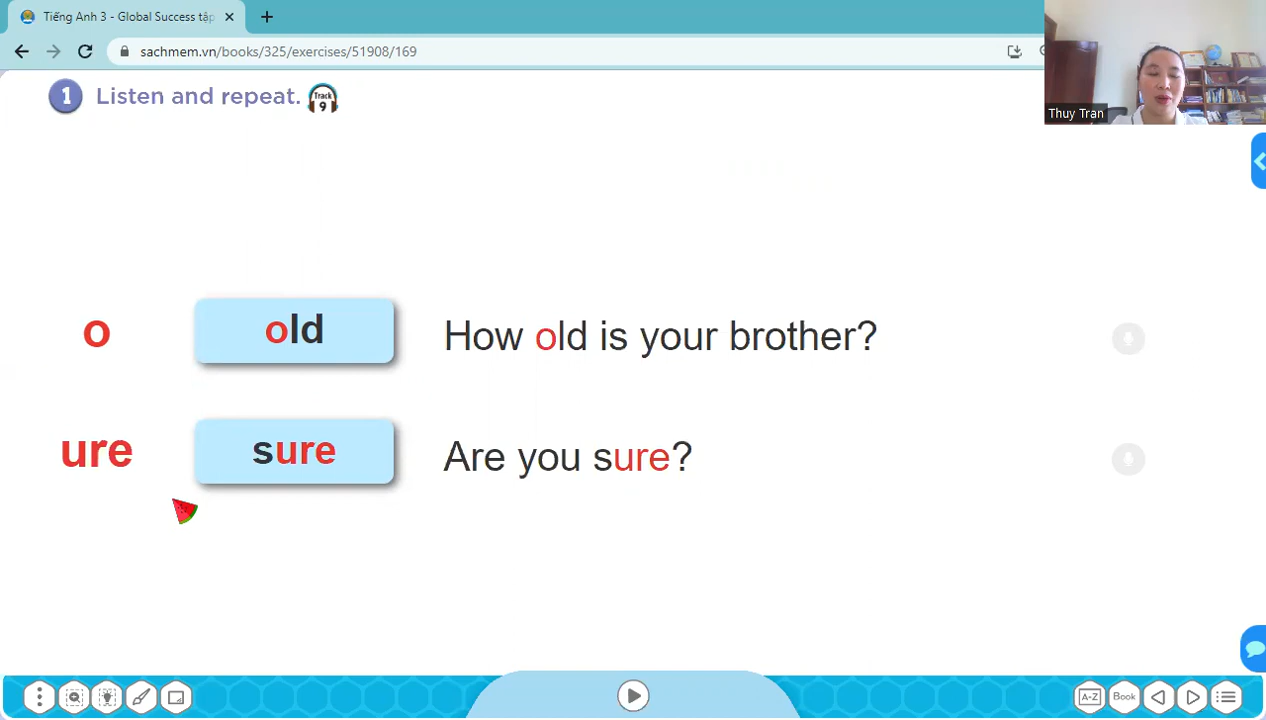 Tiếng Anh 3 - Global Success tập
sachmem.vn/books/325/exercises/51908/169
Thuy Tran
1 Listen and repeat. Track 9
o old How old is your brother?
ure sure Are you sure?
A-Z Book